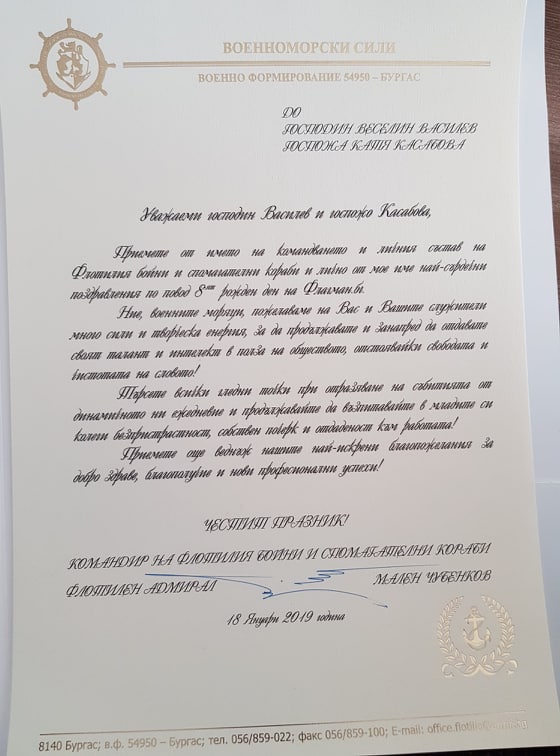 ВОЕННОМОРСКИ СИЛИ
ВОЕННО ФОРМИРОВАНИЕ 54950 – БУРГАС
ДО
ГОСПОДИН ВЕСЕЛИН ВАСИЛЕВ
ГОСПОЖА КАТЯ КАСАБОВА
Уважаеми господин Василев и госпожо Касабова,
Приемете от името на командването и личния състав на
Флотилия бойни и спомагателни кораби и лично от мое име най-сърдечни
поздравления по повод 8ми рожден ден на Флагман.бг.
Ние, военните моряци, пожелаваме на Вас и Вашите служители
много сили и творческа енергия, за да продължавате и занапред да отдавате
своят талант и интелект в полза на обществото, отстоявайки свободата и
чистотата на словото!
Търсете всички гледни точки при отразяване на събитията от
динамичното ни ежедневие и продължавайте да възпитавайте в младите си
колеги безпристрастност, собствен почерк и отдаденост към работата!
Приемете още веднъж нашите най-искрени благопожелания за
добро здраве, благополучие и нови професионални успехи!
ЧЕСТИТ ПРАЗНИК!
КОМАНДИР НА ФЛОТИЛИЯ БОЙНИ И СПОМАГАТЕЛНИ КОРАБИ
ФЛОТИЛЕН АДМИРАЛ МАЛЕН ЧУБЕНКОВ
18 Януари 2019 година
8140 Бургас; в.ф. 54950 – Бургас; тел. 056/859-022; факс 056/859-100; E-mail: